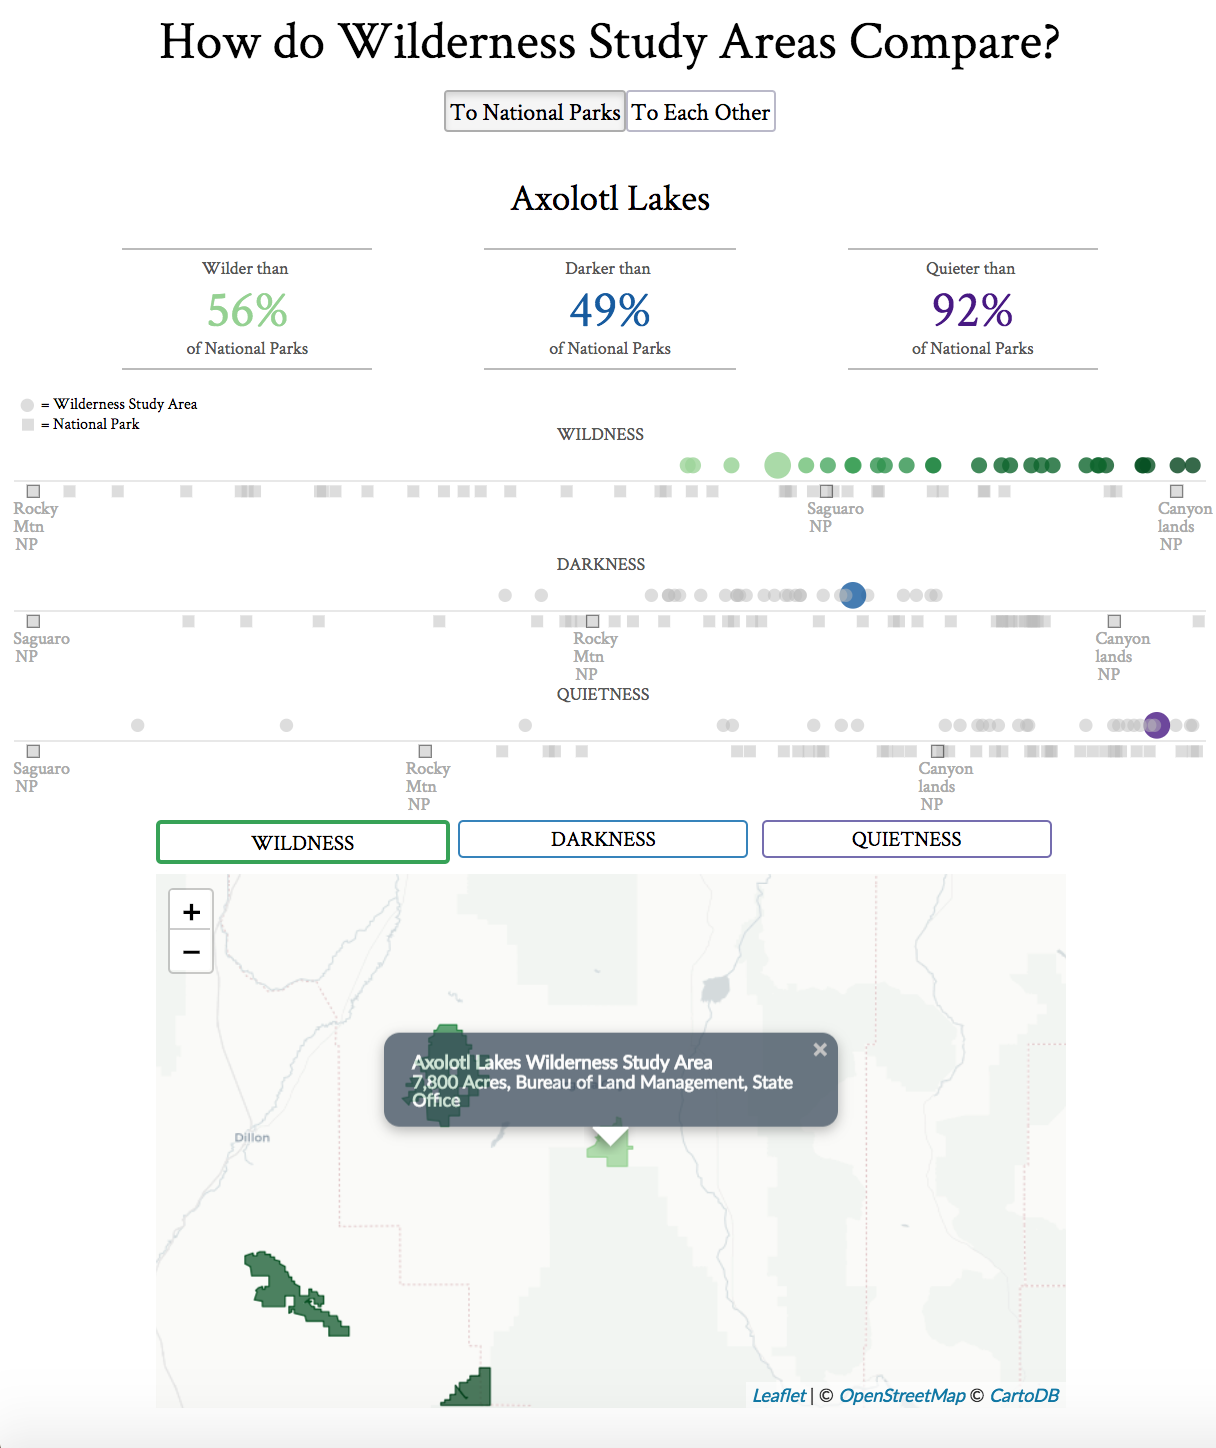 How do Wilderness Study Areas Compare?
To National Parks To Each Other
Axolotl Lakes
Wilder than
56%
of National Parks
Darker than
49%
of National Parks
Quieter than
92%
of National Parks
= Wilderness Study Area
= National Park
WILDNESS
Rocky
Mtn
NP
Saguaro
NP
Canyon
lands
NP
DARKNESS
Saguaro
NP
Rocky
Mtn
NP
Canyon
lands
NP
QUIETNESS
Saguaro
NP
Rocky
Mtn
NP
Canyon
lands
NP
WILDNESS DARKNESS QUIETNESS
+
−
Axolotl Lakes Wilderness Study Area ×
7,800 Acres, Bureau of Land Management, State
Office
Dillon
Leaflet | © OpenStreetMap © CartoDB